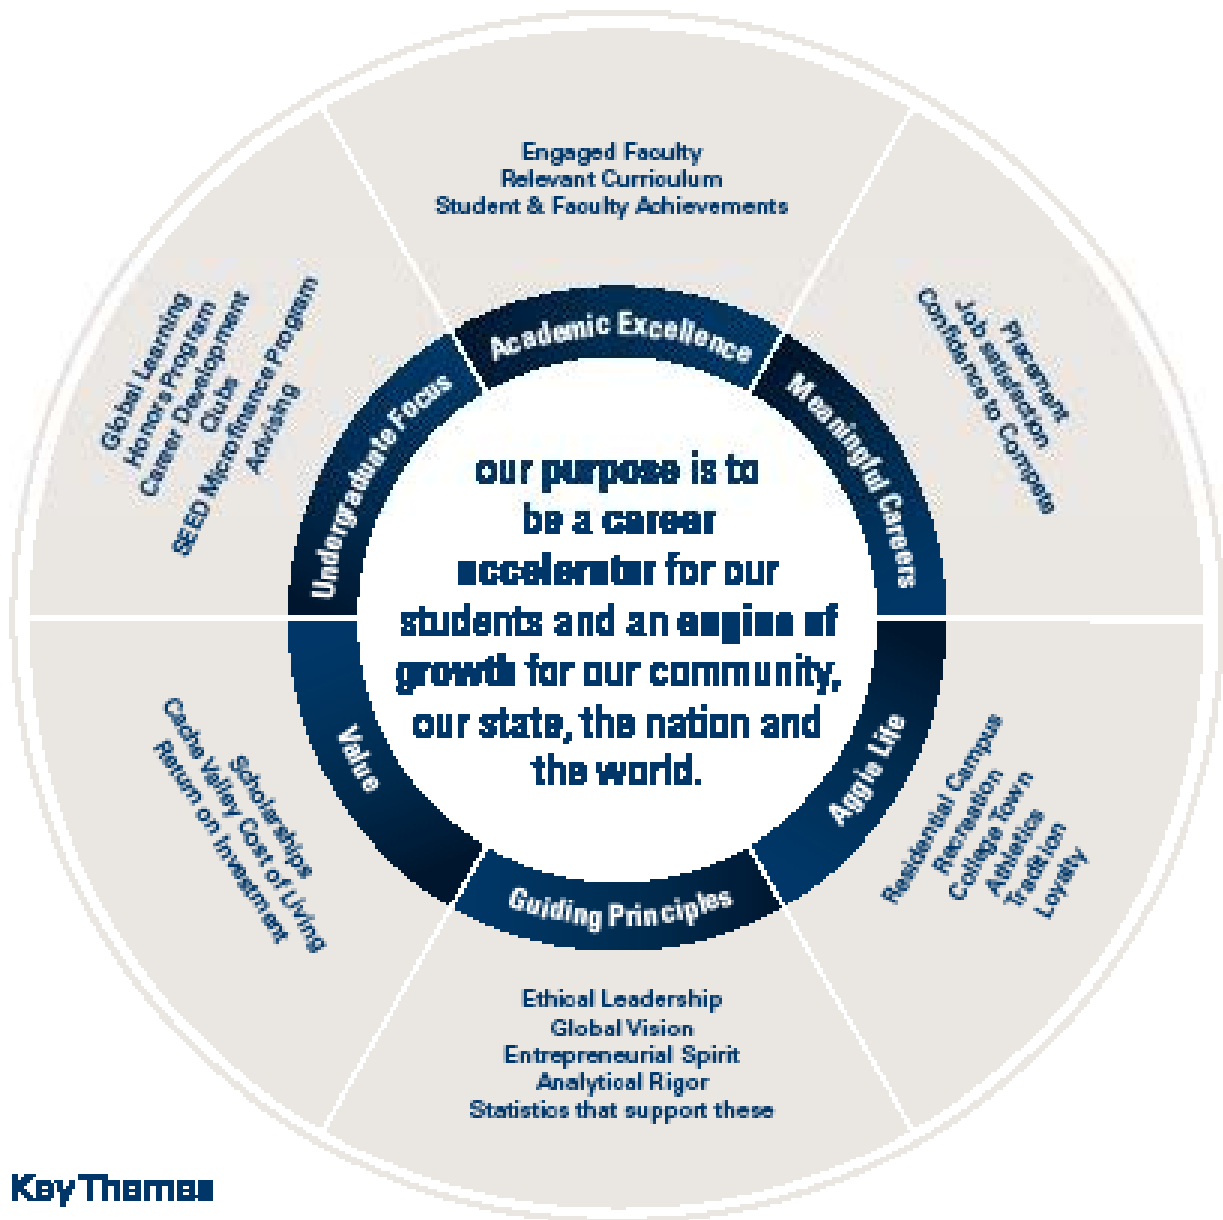 Engaged Faculty
Relevant Curriculum
Student & Faculty Achievements
Academic Excellence
Placement
Job satisfaction
Confidence to Compete
Meaningful Careers
Residential Campus
Recreation
College Town
Athletics
Tradition
Loyalty
Aggie Life
Guiding Principles
Ethical Leadership
Global Vision
Entrepreneurial Spirit
Analytical Rigor
Statistics that support these
Value
Scholarships
Cache Valley Cost of Living
Return on Investment
Undergraduate Focus
Global Learning
Honors Program
Career Development
Clubs
SEED Microfinance Program
Advising
our purpose is to
be a career
accelerator for our
students and an engine of
growth for our community,
our state, the nation and
the world.
Key Themes